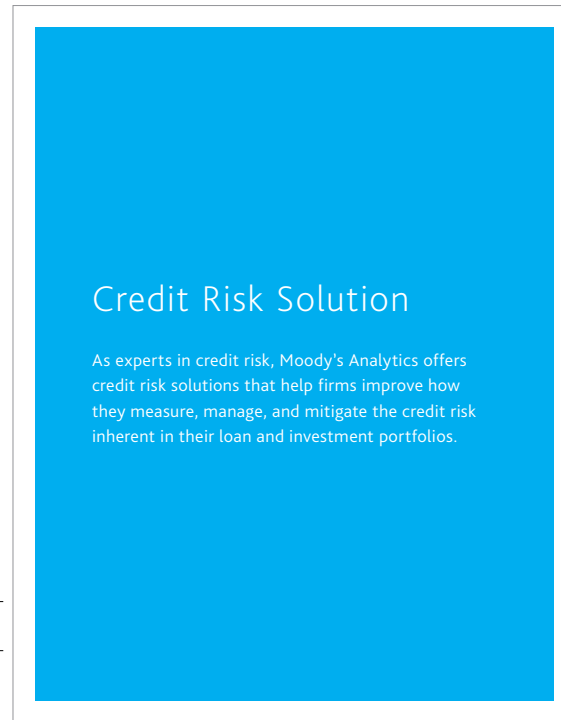 Credit Risk Solution
As experts in credit risk, Moody's Analytics offers
credit risk solutions that help firms improve how
they measure, manage, and mitigate the credit risk
inherent in their loan and investment portfolios.